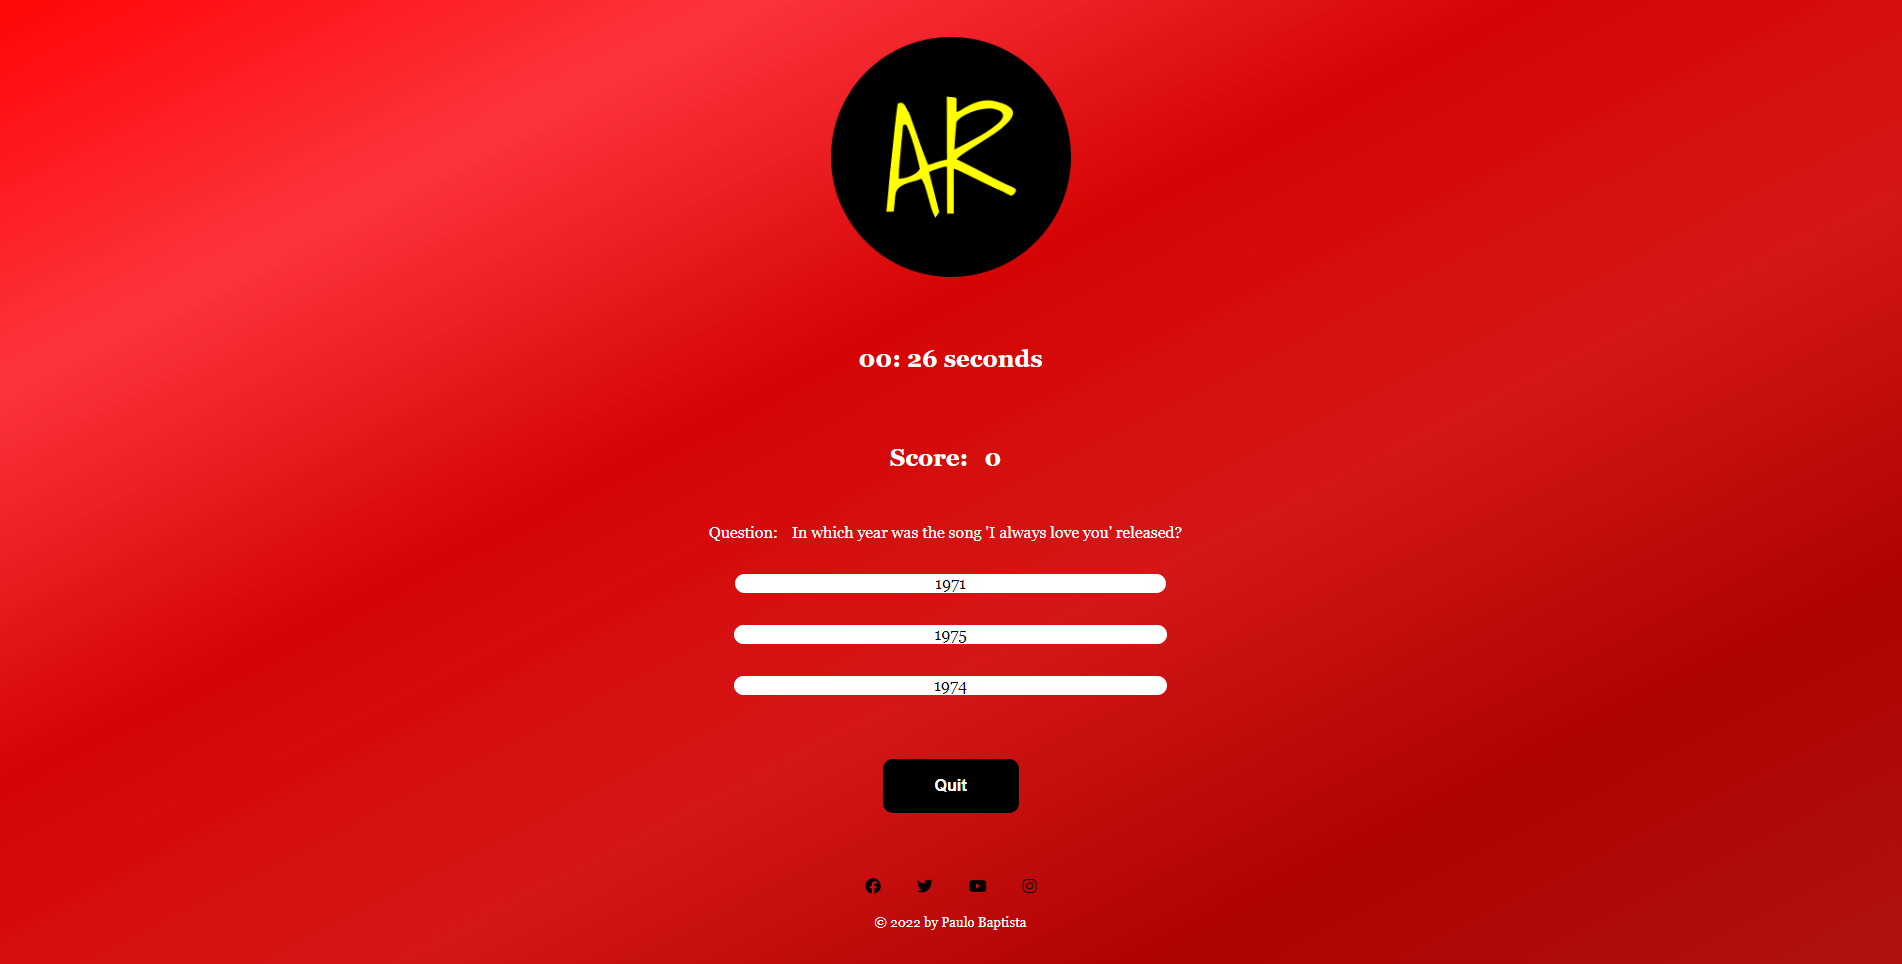 AR
00: 26 seconds
Score: 0
Question: In which year was the song 'I always love you' released?
1971
1975
1974
Quit
© 2022 by Paulo Baptista